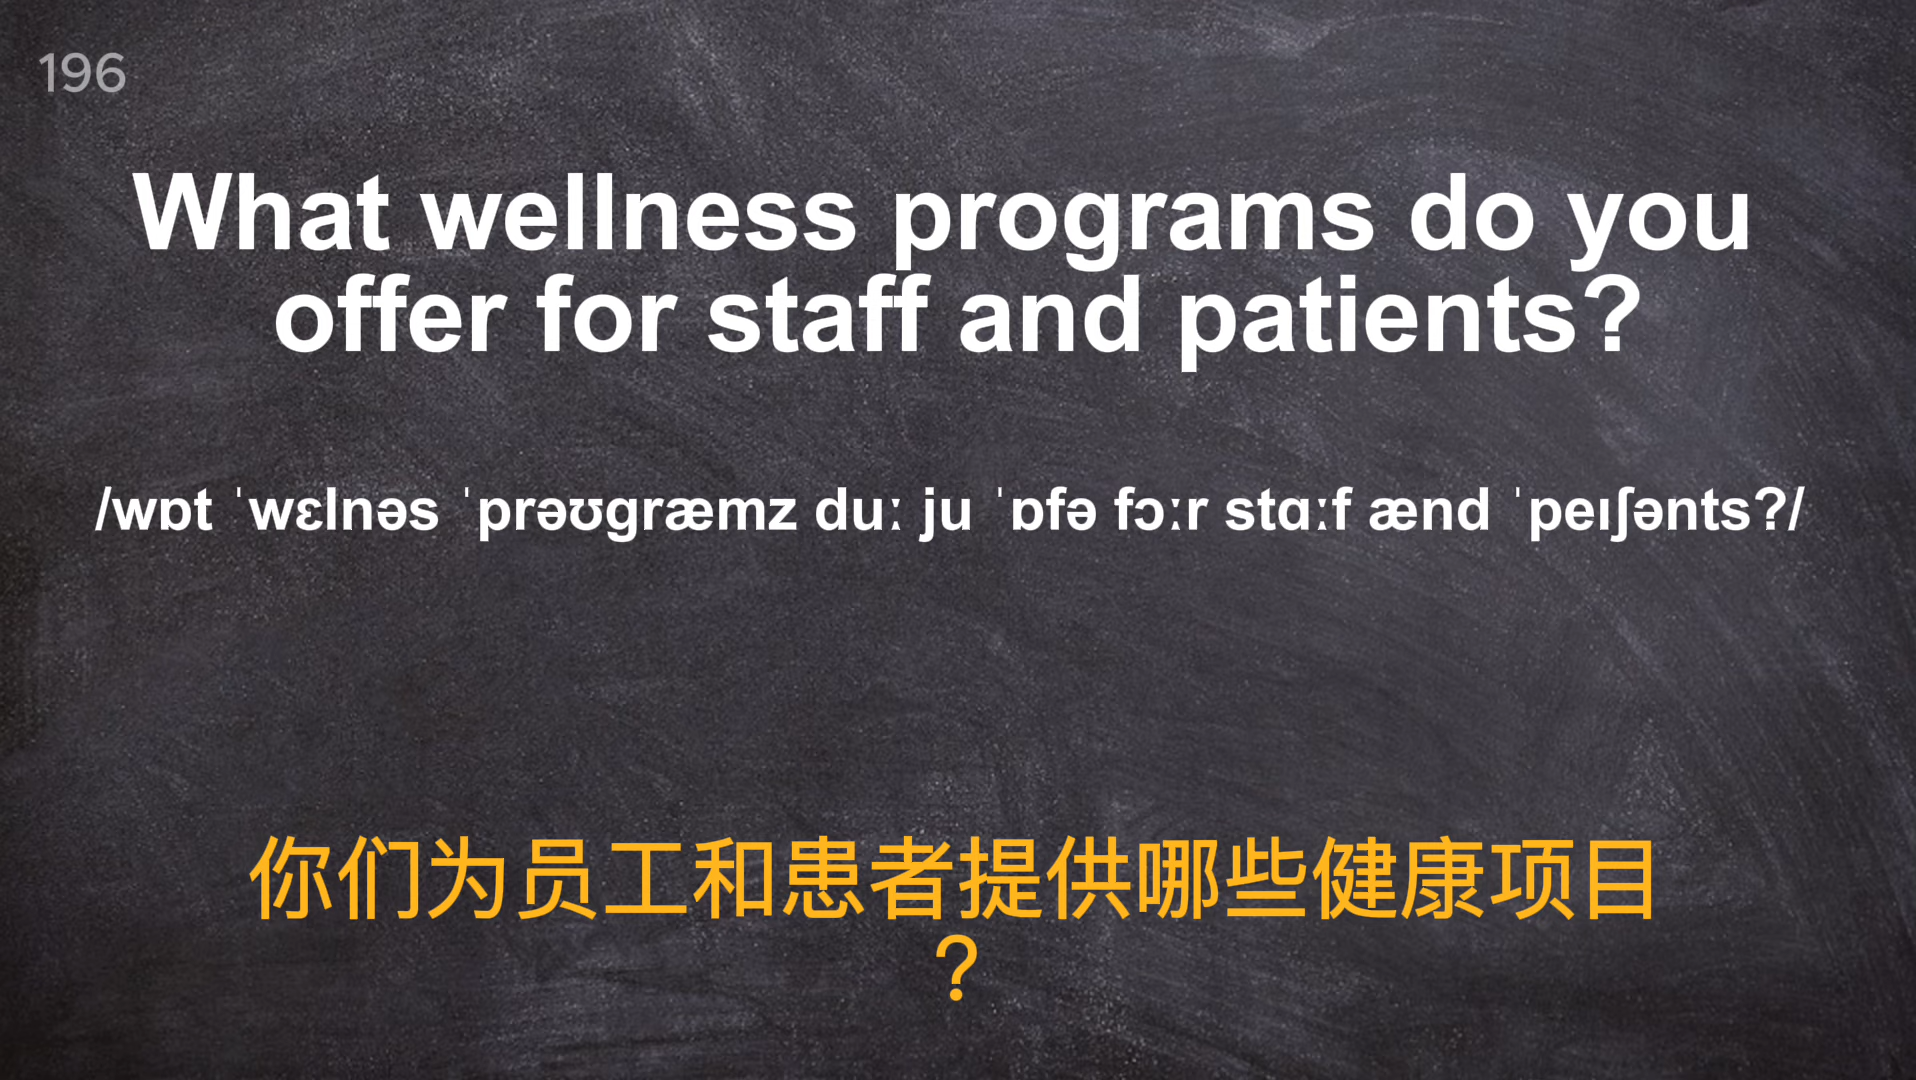 196
What wellness programs do you
offer for staff and patients?
/wɒt ˈwɛlnəs ˈprəʊgræmz duː ju ˈɒfə fɔːr stɑːf ænd ˈpeɪʃənts?/
你们为员工和患者提供哪些健康项目
?